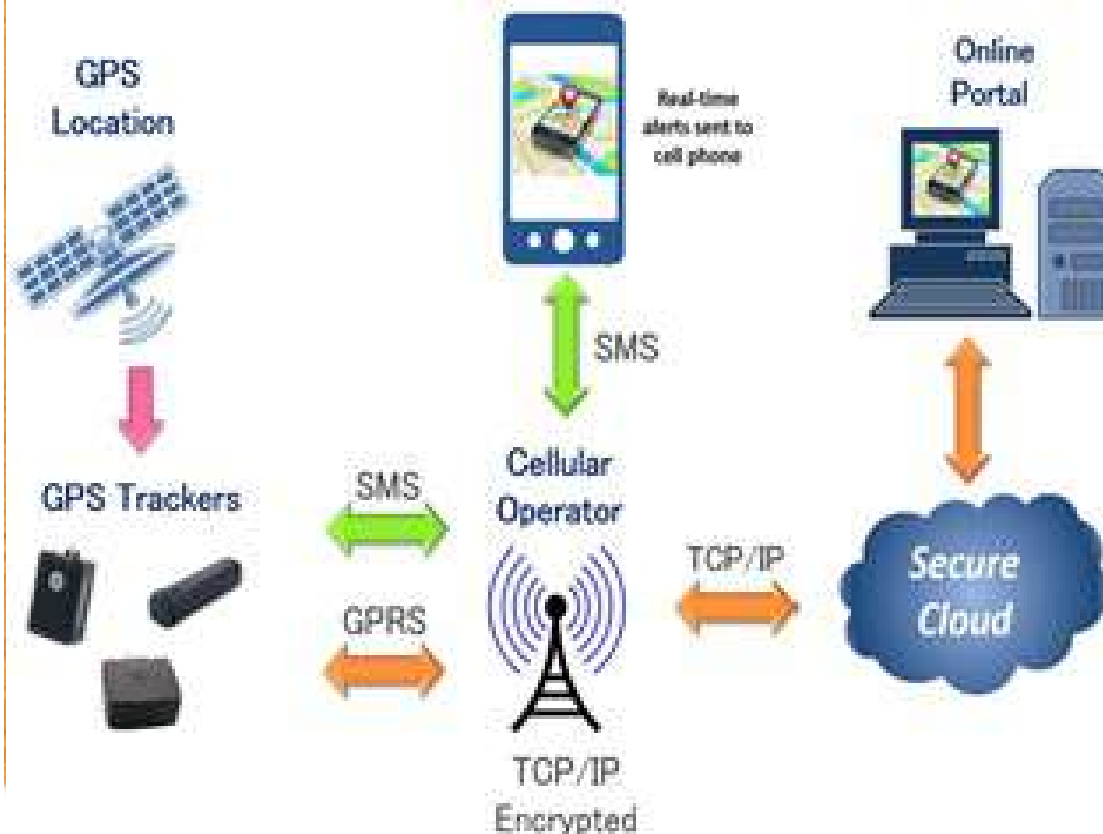 GPS
Location
Real-time
alerts sent to
cell phone
Online
Portal
SMS
GPS Trackers
SMS
GPRS
Cellular
Operator
TCP/IP
Secure
Cloud
TCP/IP
Encrypted